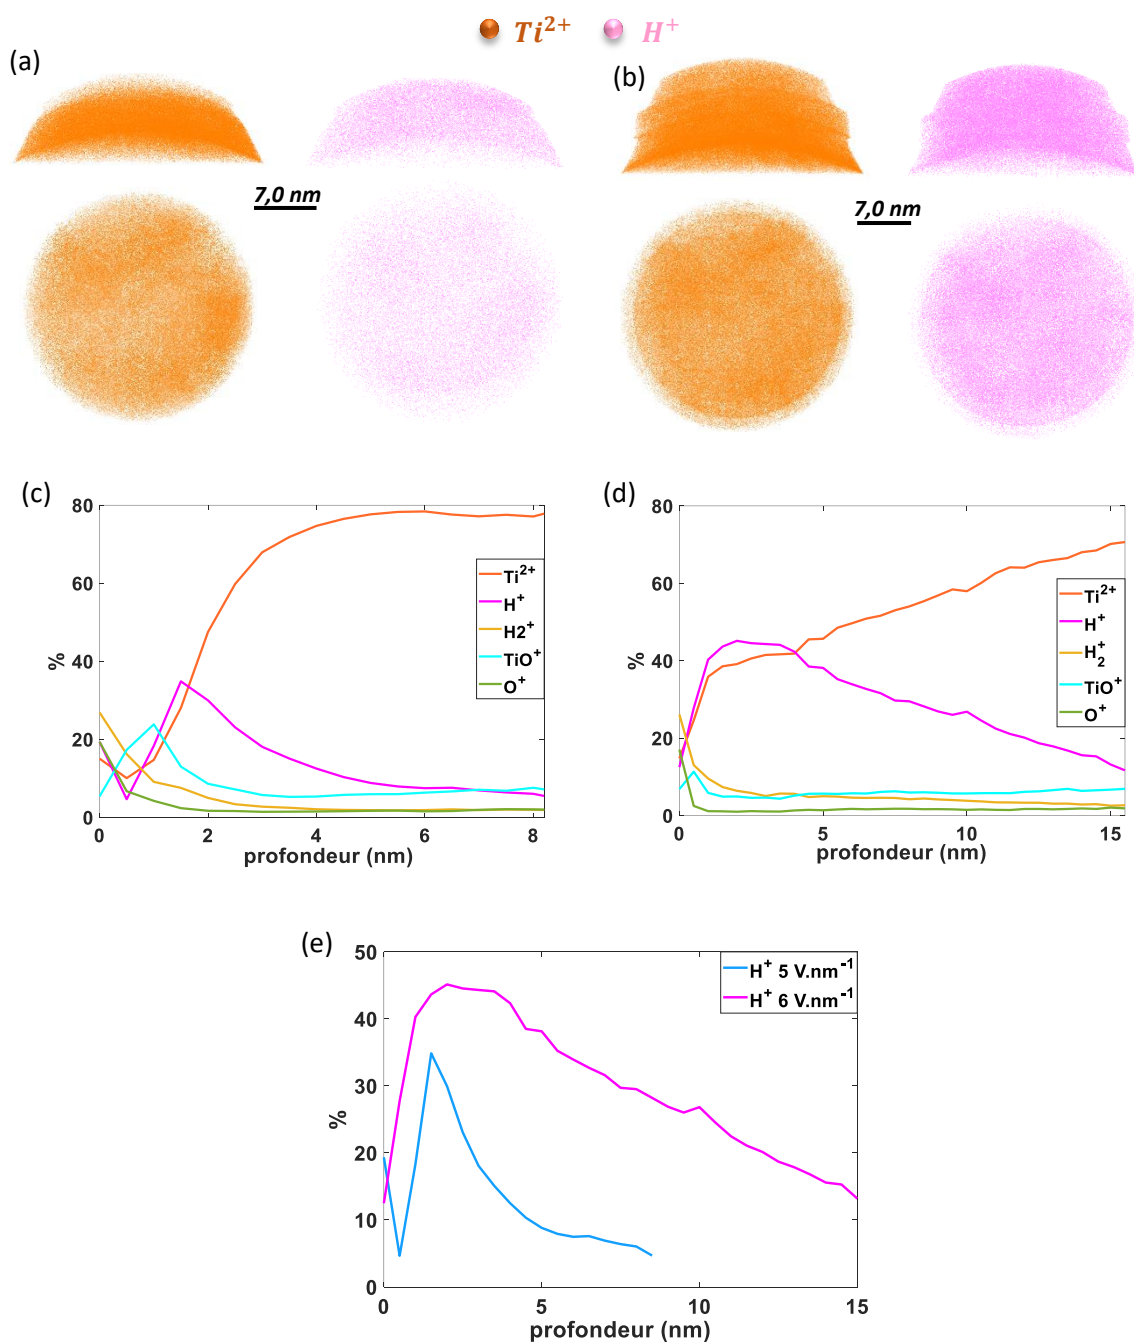 Ti²⁺ H⁺
(a)
(b)
7,0 nm
7,0 nm
(c)
80
60
40
20
0
%
0 2 4 6 8
profondeur (nm)
Ti²⁺
H⁺
H2⁺
TiO⁺
O⁺
(d)
80
60
40
20
0
%
0 5 10 15
profondeur (nm)
Ti²⁺
H⁺
H₂⁺
TiO⁺
O⁺
(e)
50
40
30
20
10
0
%
0 5 10 15
profondeur (nm)
H⁺ 5 V.nm⁻¹
H⁺ 6 V.nm⁻¹